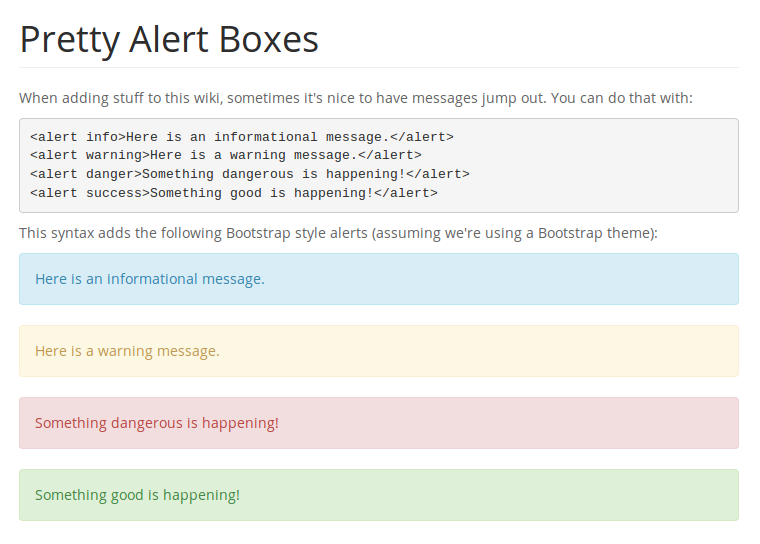 Pretty Alert Boxes
When adding stuff to this wiki, sometimes it's nice to have messages jump out. You can do that with:
<alert info>Here is an informational message.</alert>
<alert warning>Here is a warning message.</alert>
<alert danger>Something dangerous is happening!</alert>
<alert success>Something good is happening!</alert>
This syntax adds the following Bootstrap style alerts (assuming we're using a Bootstrap theme):
Here is an informational message.
Here is a warning message.
Something dangerous is happening!
Something good is happening!